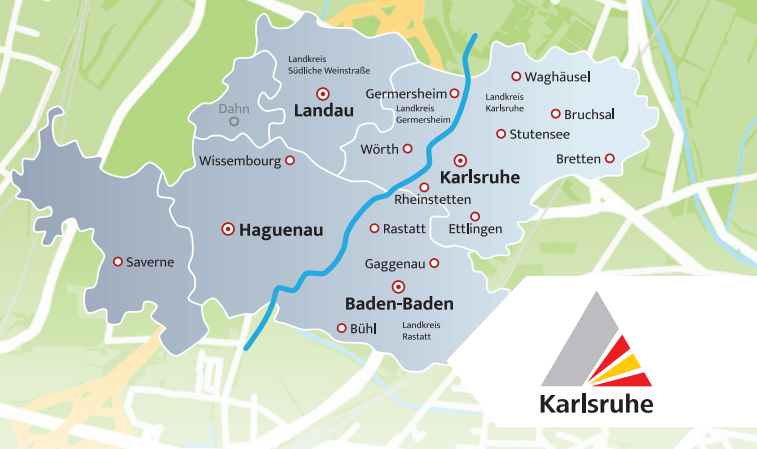 Landkreis
Südliche Weinstraße
Waghäusel
Germersheim
Landkreis
Karlsruhe
Dahn
Landau
Landkreis
Germersheim
Bruchsal
Stutensee
Wörth
Wissembourg
Bretten
Karlsruhe
Rheinstetten
Haguenau
Rastatt
Ettlingen
Saverne
Gaggenau
Baden-Baden
Bühl
Landkreis
Rastatt
Karlsruhe